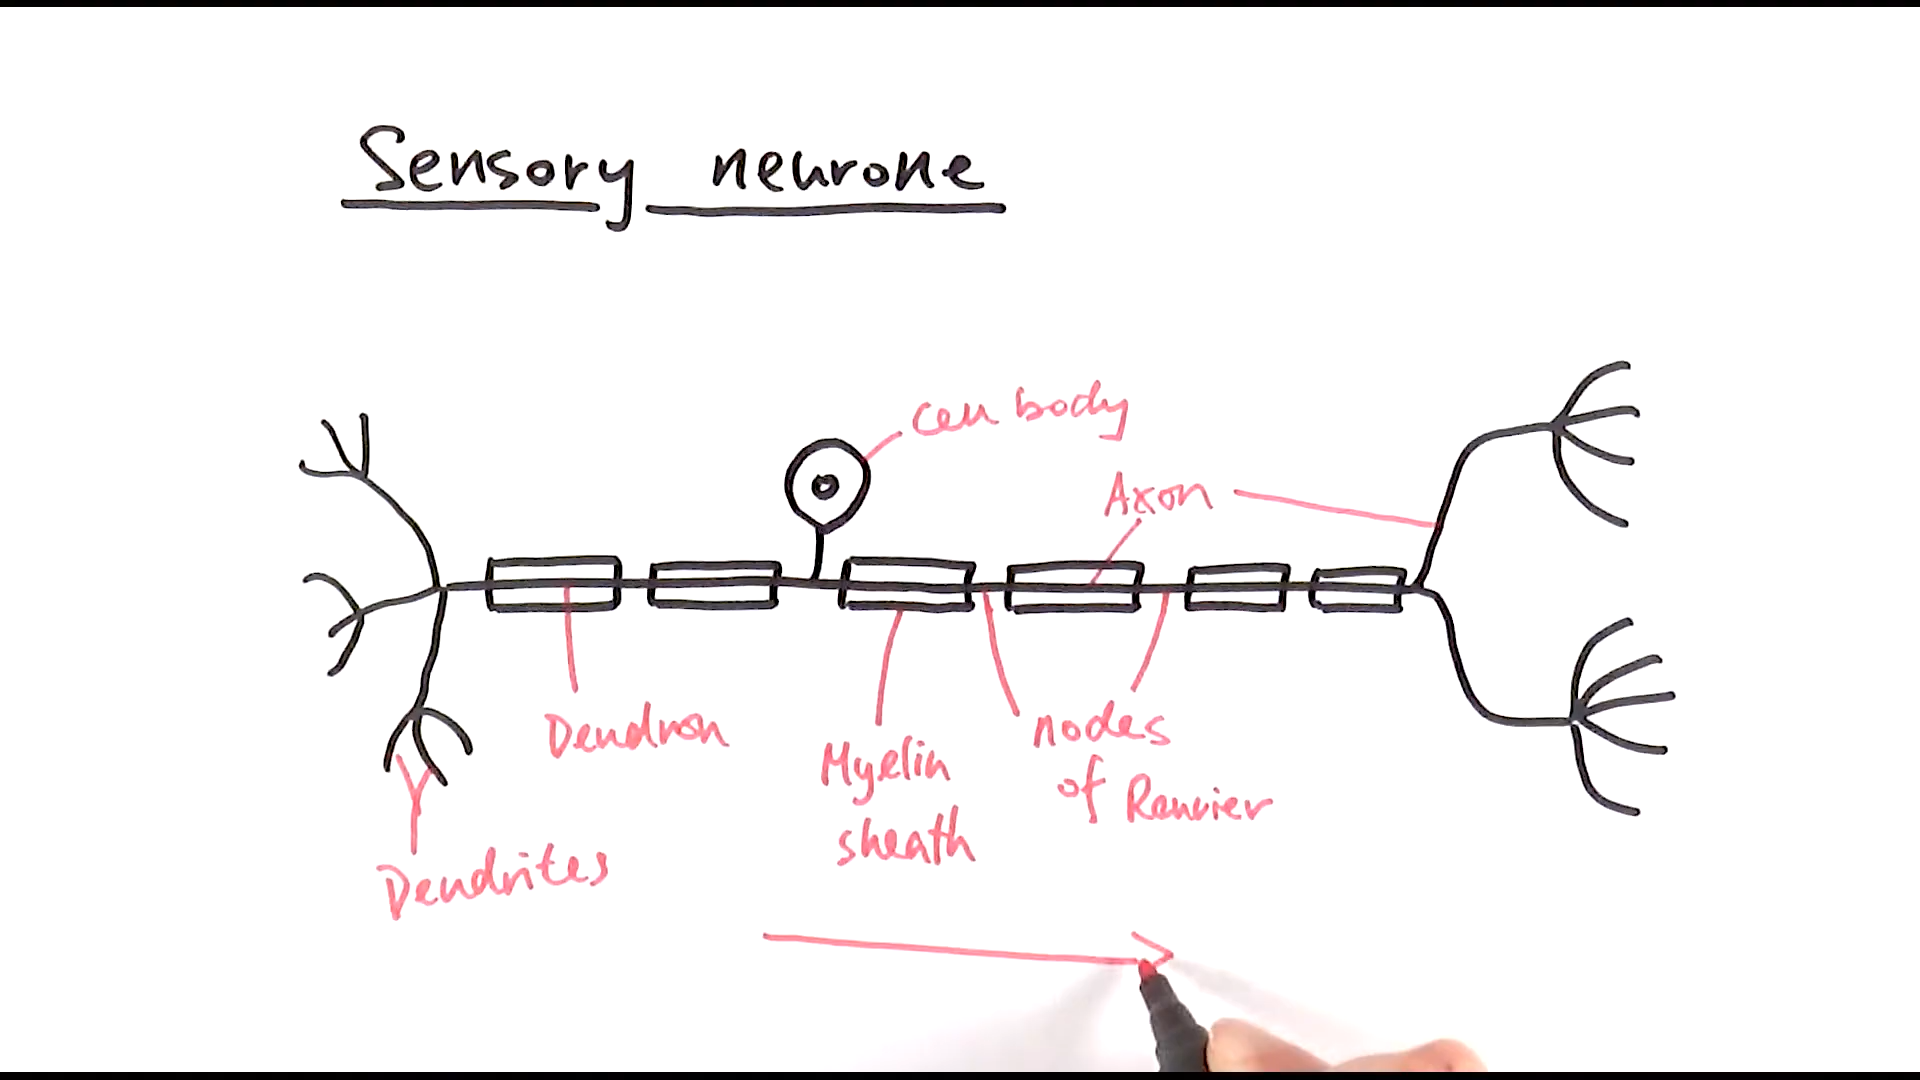 Sensory neurone
Cell body
Axon
Dendron
Myelin
sheath
nodes
of Ranvier
Dendrites